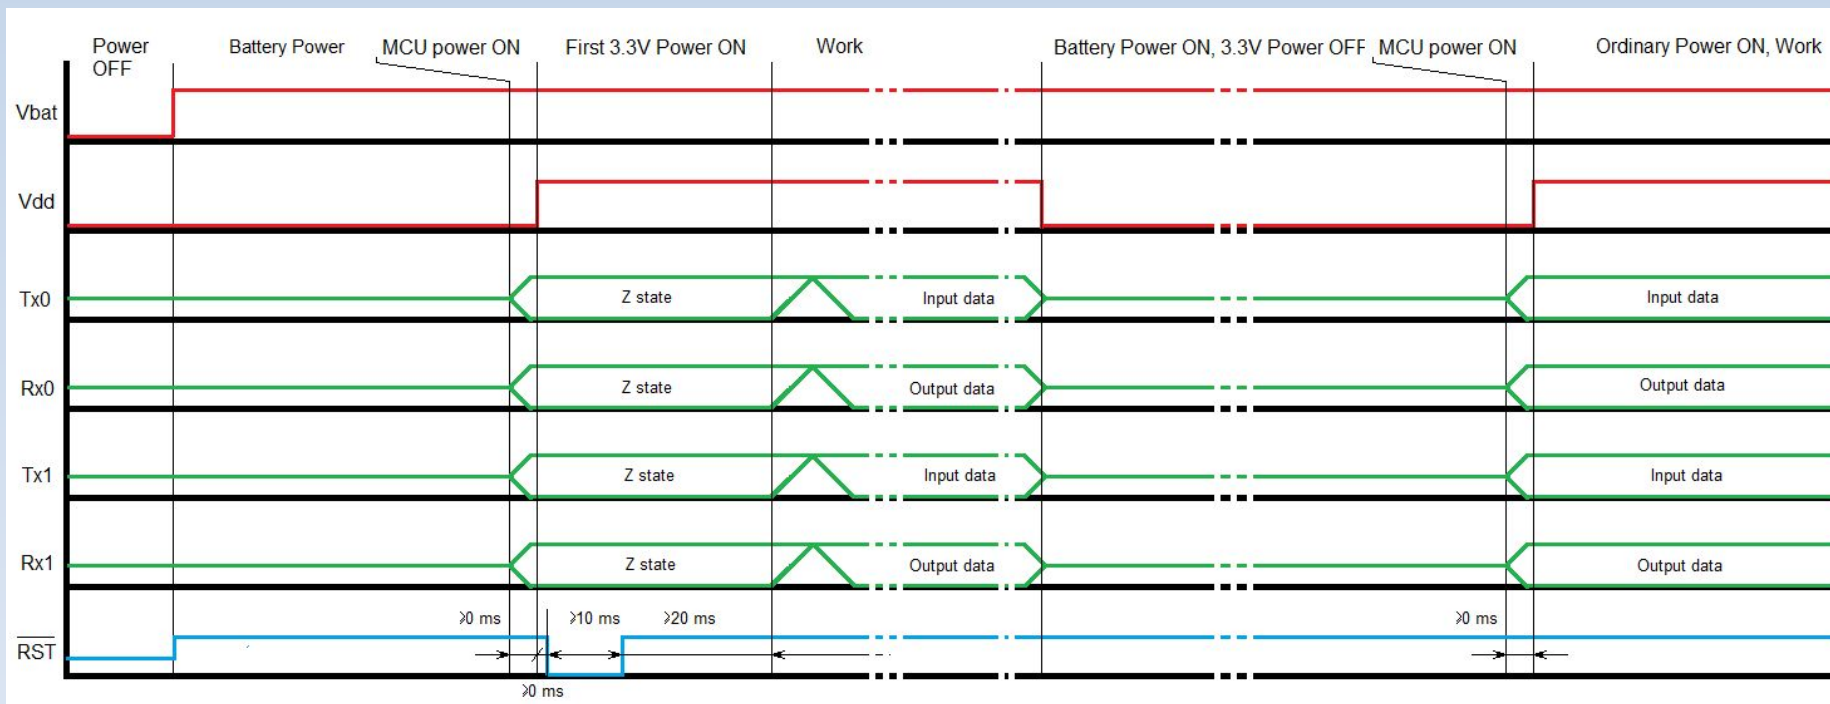 Power
OFF
Battery Power
MCU power ON
First 3.3V Power ON
Work
Battery Power ON, 3.3V Power OFF
MCU power ON
Ordinary Power ON, Work
Vbat
Vdd
Tx0
Z state
Input data
Input data
Rx0
Z state
Output data
Output data
Tx1
Z state
Input data
Input data
Rx1
Z state
Output data
Output data
⩾0 ms
⩾10 ms
⩾20 ms
⩾0 ms
RST
⩾0 ms